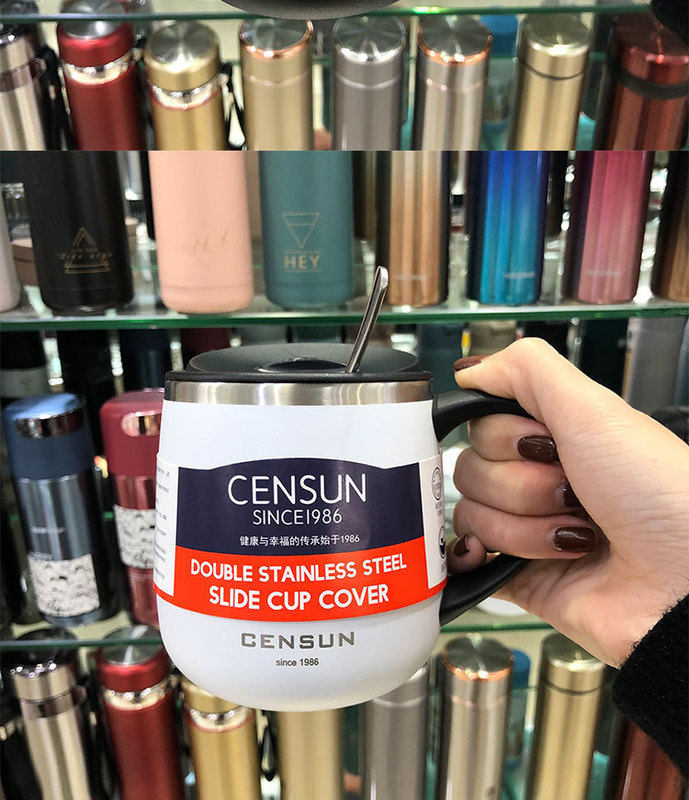 HEY
CENSUN
SINCE1986
健康与幸福的传承始于1986
DOUBLE STAINLESS STEEL
SLIDE CUP COVER
CENSUN
since 1986